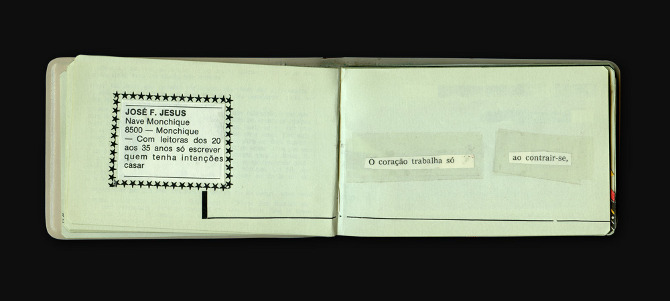 JOSÉ F. JESUS
Nave Monchique
8500 — Monchique
— Com leitoras dos 20
aos 35 anos só escrever
quem tenha intenções
casar
O coração trabalha só
ao contrair-se,